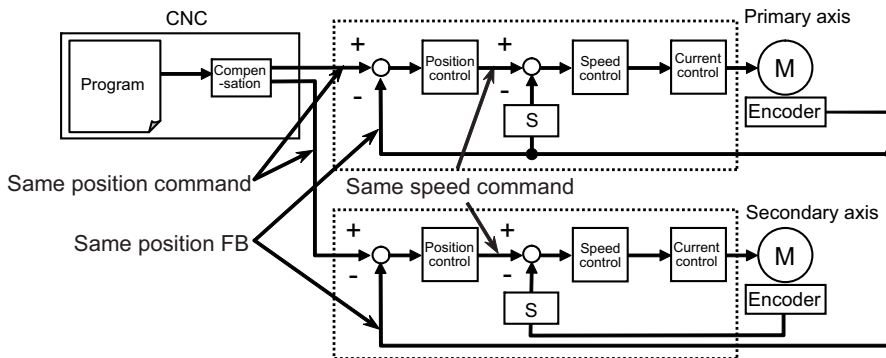 CNC
Program
Compen
-sation
Primary axis
+
-
Position
control
+
-
Speed
control
Current
control
M
Encoder
S
Same position command
Same speed command
Same position FB
Secondary axis
+
-
Position
control
+
-
Speed
control
Current
control
M
Encoder
S